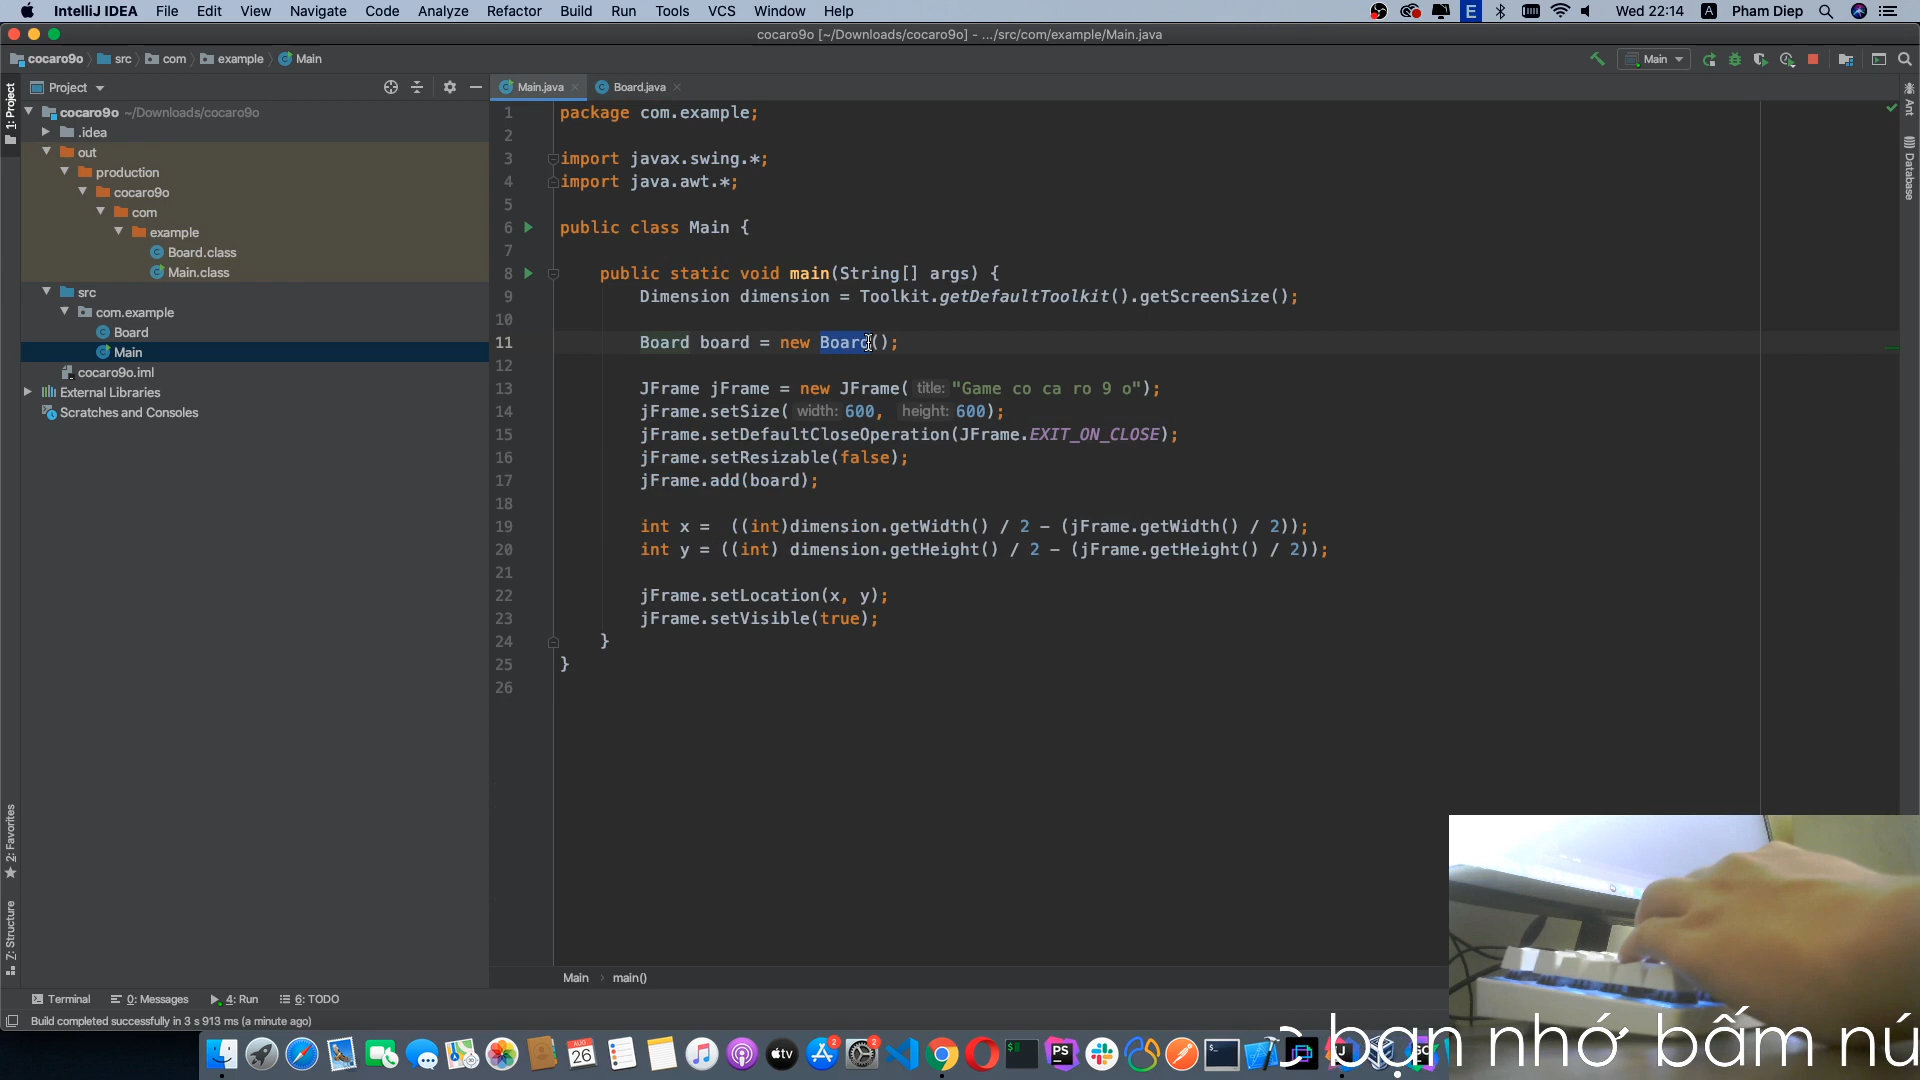 IntelliJ IDEA File Edit View Navigate Code Analyze Refactor Build Run Tools VCS Window Help E Wed 22:14 A Pham Diep
cocaro9o [~/Downloads/cocaro9o] - .../src/com/example/Main.java
cocaro9o src com example Main Main
1: Project Project Main.java Board.java Ant Database
cocaro9o ~/Downloads/cocaro9o
.idea
out
production
cocaro9o
com
example
Board.class
Main.class
src
com.example
Board
Main
cocaro9o.iml
External Libraries
Scratches and Consoles
1 package com.example;
2
3 import javax.swing.*;
4 import java.awt.*;
5
6 public class Main {
7
8 public static void main(String[] args) {
9 Dimension dimension = Toolkit.getDefaultToolkit().getScreenSize();
10
11 Board board = new Board();
12
13 JFrame jFrame = new JFrame( title: "Game co ca ro 9 o");
14 jFrame.setSize( width: 600, height: 600);
15 jFrame.setDefaultCloseOperation(JFrame.EXIT_ON_CLOSE);
16 jFrame.setResizable(false);
17 jFrame.add(board);
18
19 int x =  ((int)dimension.getWidth() / 2 - (jFrame.getWidth() / 2));
20 int y = ((int) dimension.getHeight() / 2 - (jFrame.getHeight() / 2));
21
22 jFrame.setLocation(x, y);
23 jFrame.setVisible(true);
24 }
25 }
26
2: Favorites
Z: Structure
Main main()
Terminal 0: Messages 4: Run 6: TODO
Build completed successfully in 3 s 913 ms (a minute ago)
AUG 26 tv 2 2 PS
bạn nhớ bấm nú